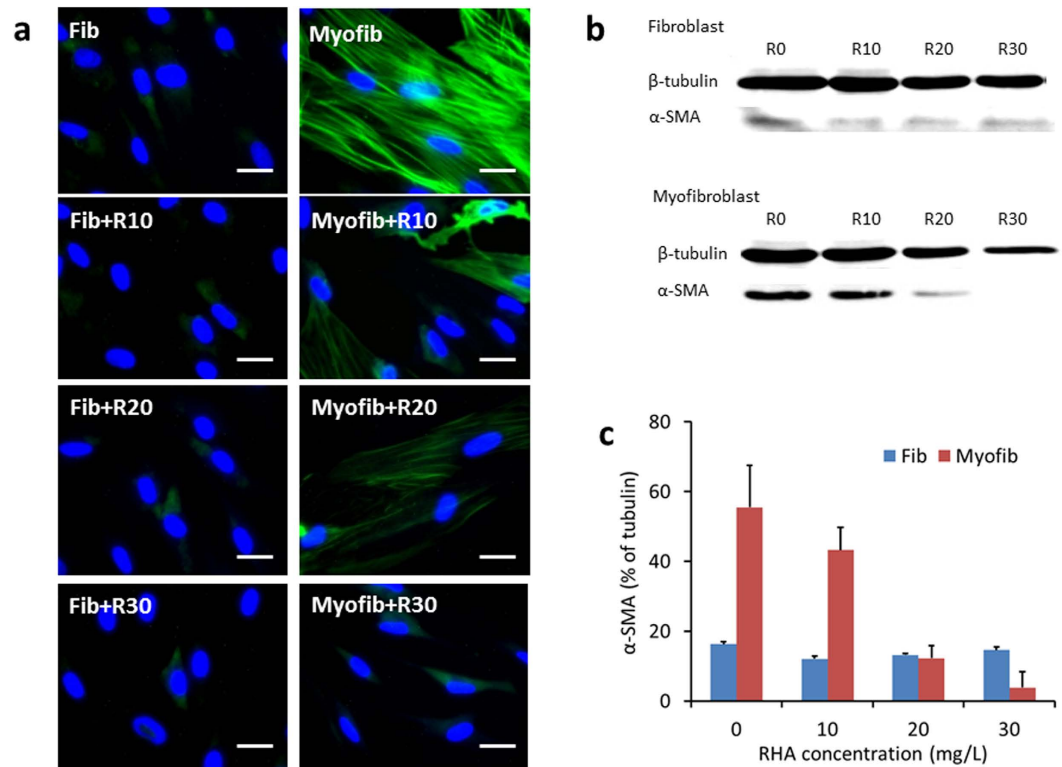 a
Fib
Myofib
Fib+R10
Myofib+R10
Fib+R20
Myofib+R20
Fib+R30
Myofib+R30
b
Fibroblast
R0 R10 R20 R30
β-tubulin
α-SMA
Myofibroblast
R0 R10 R20 R30
β-tubulin
α-SMA
c
Fib Myofib
80
60
40
20
0
α-SMA (% of tubulin)
0 10 20 30
RHA concentration (mg/L)